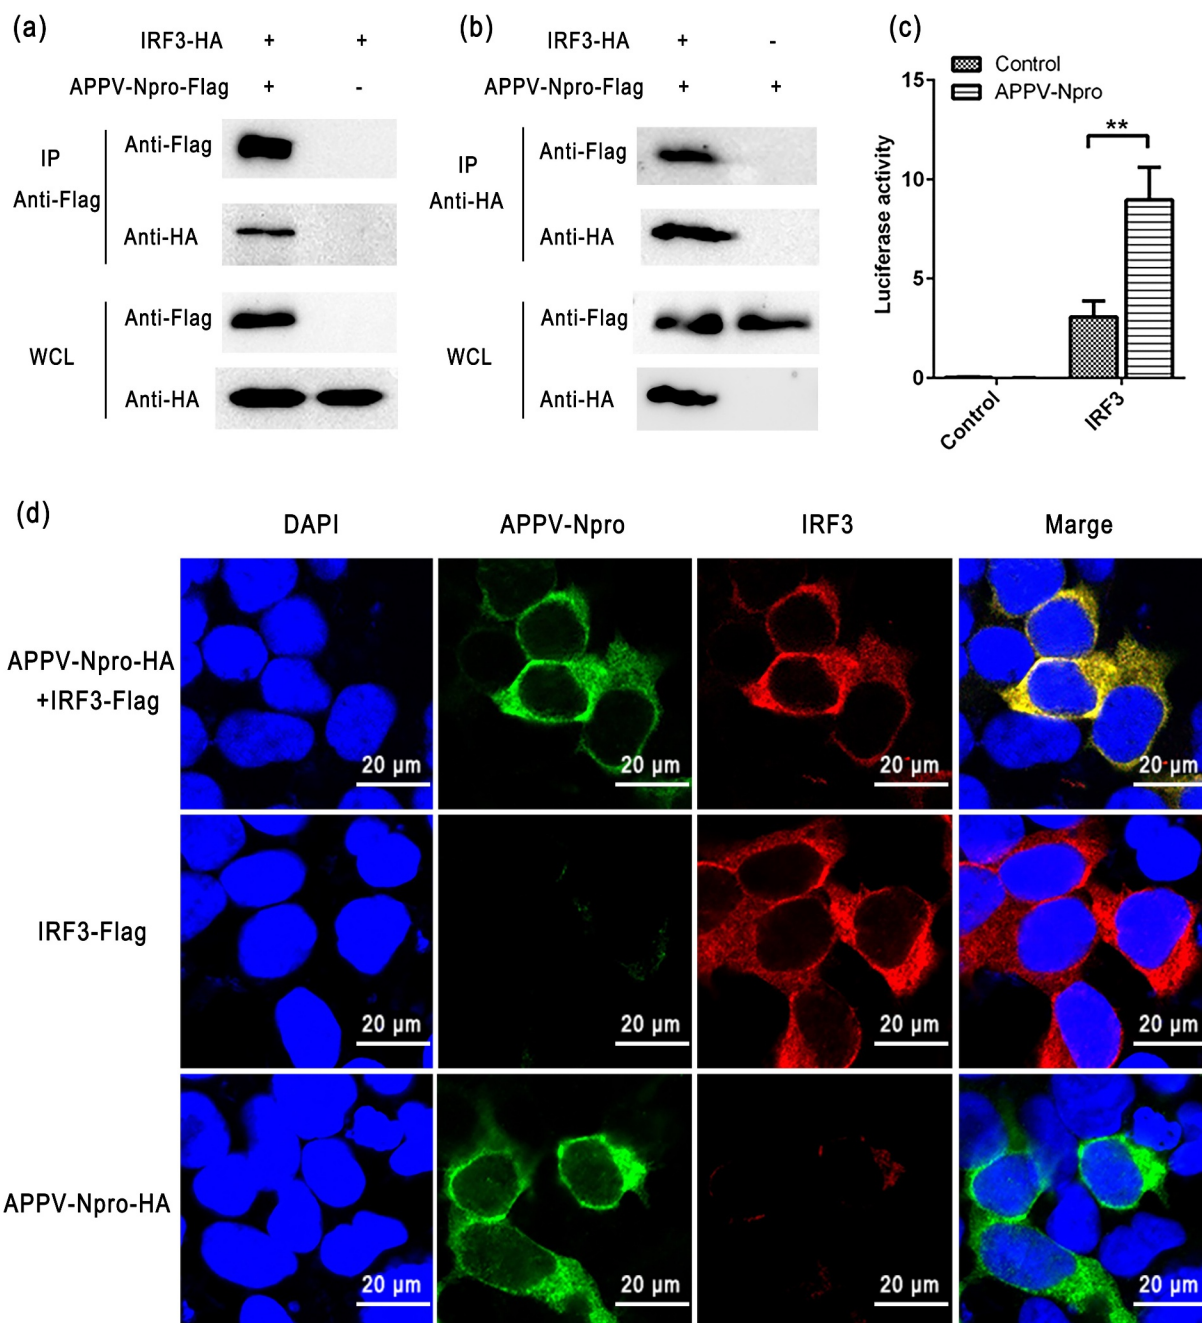 (a)
IRF3-HA + +
APPV-Npro-Flag + -
IP
Anti-Flag
Anti-Flag
Anti-HA
WCL
Anti-Flag
Anti-HA
(b)
IRF3-HA + -
APPV-Npro-Flag + +
IP
Anti-HA
Anti-Flag
Anti-HA
WCL
Anti-Flag
Anti-HA
(c)
Control
APPV-Npro
**
Luciferase activity
15
10
5
0
Control
IRF3
(d)
DAPI APPV-Npro IRF3 Marge
APPV-Npro-HA
+IRF3-Flag
20 µm 20 µm 20 µm 20 µm
IRF3-Flag
20 µm 20 µm 20 µm 20 µm
APPV-Npro-HA
20 µm 20 µm 20 µm 20 µm